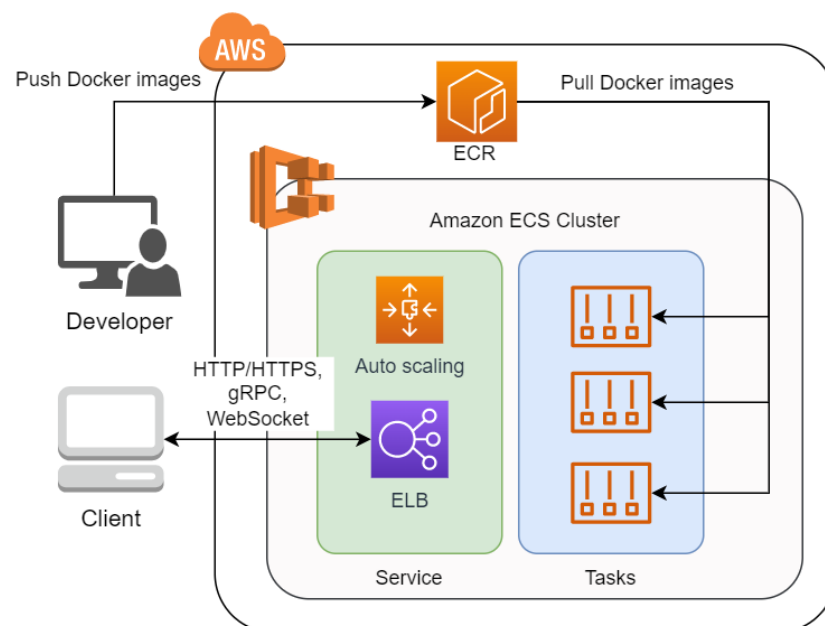 AWS
Push Docker images
Pull Docker images
ECR
Amazon ECS Cluster
Developer
Auto scaling
HTTP/HTTPS,
gRPC,
WebSocket
ELB
Client
Service
Tasks